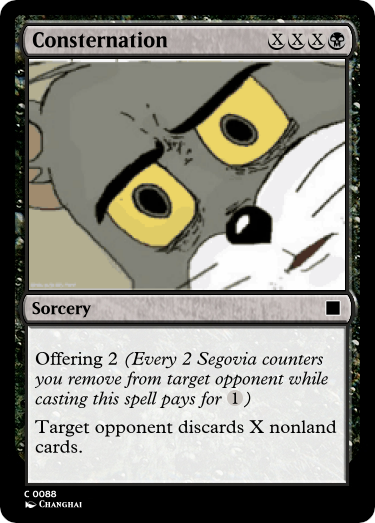 Consternation XXXB
Sorcery
Offering 2 (Every 2 Segovia counters
you remove from target opponent while
casting this spell pays for 1)
Target opponent discards X nonland
cards.
C 0088
CHANGHAI